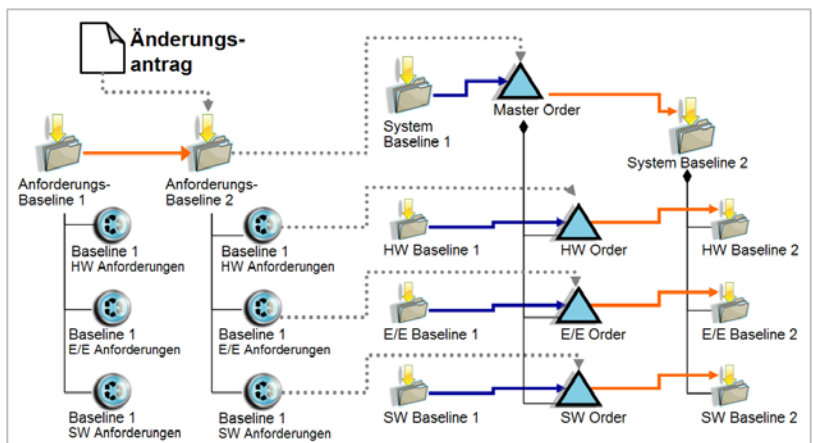 Änderungs-
antrag
System
Baseline 1
Master Order
System Baseline 2
Anforderungs-
Baseline 1
Anforderungs-
Baseline 2
Baseline 1
HW Anforderungen
Baseline 1
HW Anforderungen
HW Baseline 1
HW Order
HW Baseline 2
Baseline 1
E/E Anforderungen
Baseline 1
E/E Anforderungen
E/E Baseline 1
E/E Order
E/E Baseline 2
Baseline 1
SW Anforderungen
Baseline 1
SW Anforderungen
SW Baseline 1
SW Order
SW Baseline 2